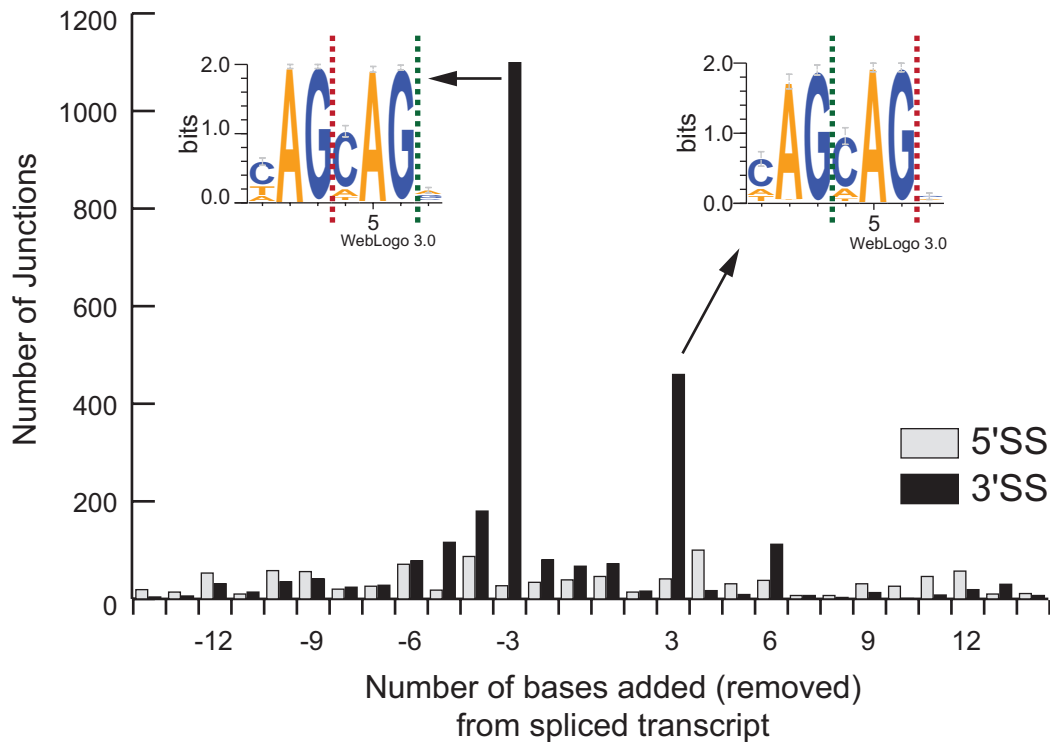 1200
1000
800
600
400
200
0
Number of Junctions
2.0
1.0
0.0
bits
CAGCAG
5
WebLogo 3.0
2.0
1.0
0.0
bits
CAGCAG
5
WebLogo 3.0
5'SS
3'SS
-12 -9 -6 -3 3 6 9 12
Number of bases added (removed)
from spliced transcript